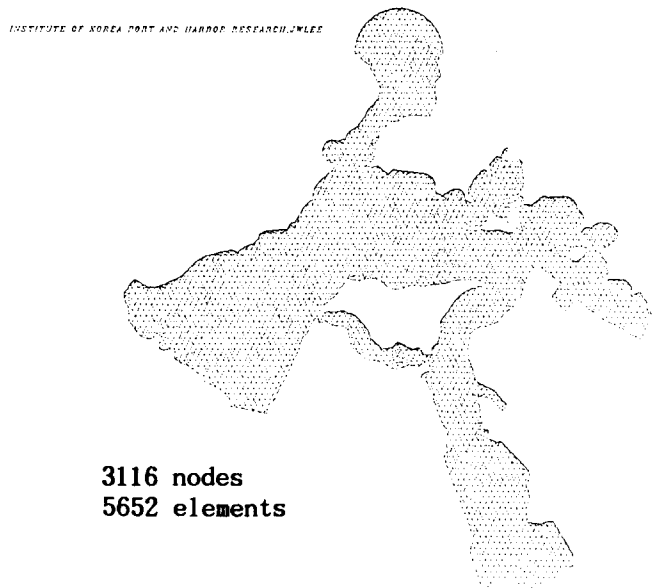 INSTITUTE OF KOREA PORT AND HARBOR RESEARCH,JWLEE
3116 nodes
5652 elements